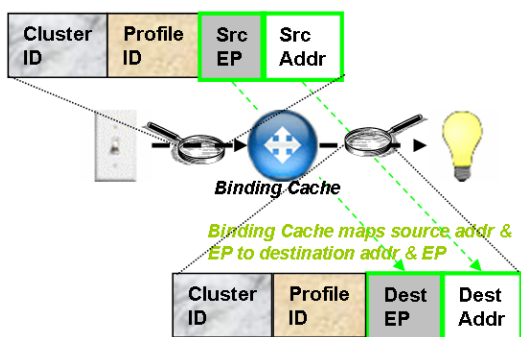 Cluster ID
Profile ID
Src EP
Src Addr
Binding Cache
Binding Cache maps source addr &
EP to destination addr & EP
Cluster ID
Profile ID
Dest EP
Dest Addr